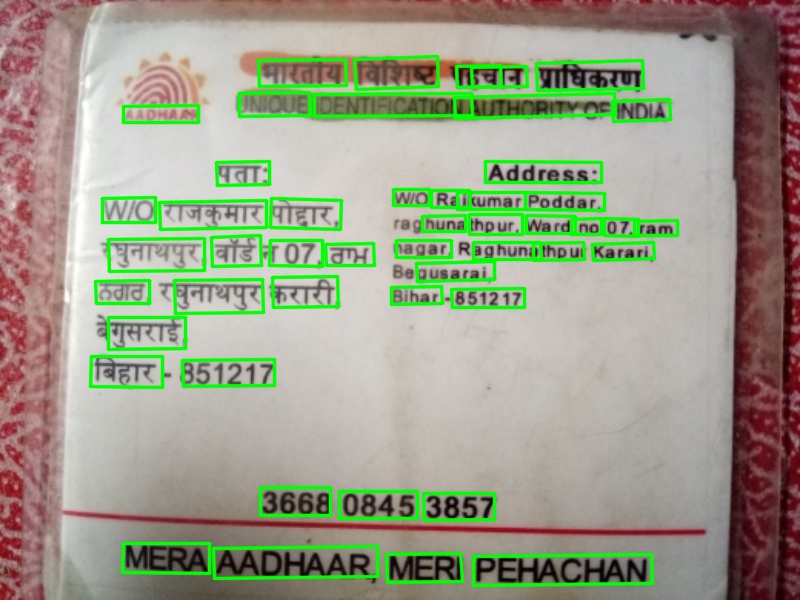 भारतीय विशिष्ट पहचान प्राधिकरण
UNIQUE IDENTIFICATION AUTHORITY OF INDIA
AADHAAR
पता:
W/O राजकुमार पोद्दार,
रघुनाथपुर, वॉर्ड न 07, ਰਾਮ
ਨਗਰ रघुनाथपुर करारी,
बेगुसराई,
बिहार - 851217
Address:
W/O Rajkumar Poddar,
raghunathpur, Ward no 07, ram
nagar, Raghunathpur Karari,
Begusarai,
Bihar - 851217
3668 0845 3857
MERA AADHAAR, MERI PEHACHAN